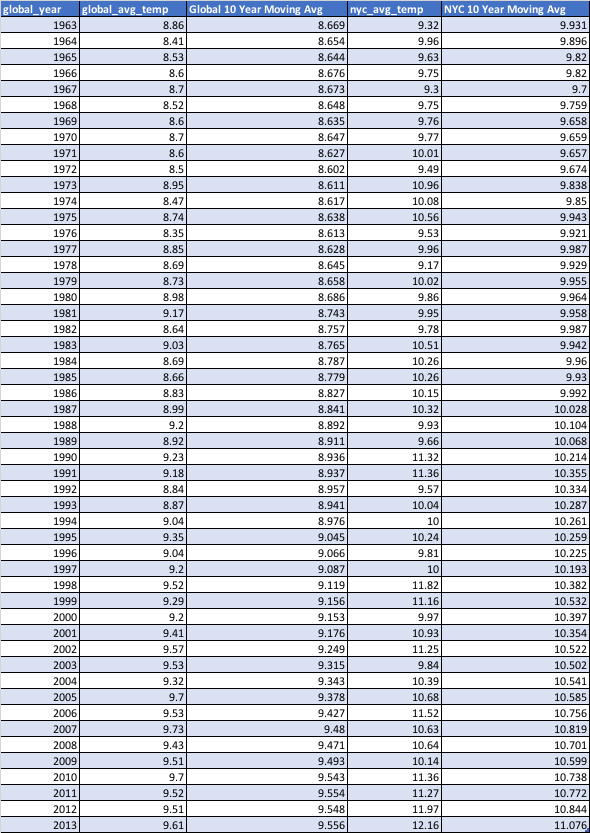 global_year global_avg_temp Global 10 Year Moving Avg nyc_avg_temp NYC 10 Year Moving Avg
1963 8.86 8.669 9.32 9.931
1964 8.41 8.654 9.96 9.896
1965 8.53 8.644 9.63 9.82
1966 8.6 8.676 9.75 9.82
1967 8.7 8.673 9.3 9.7
1968 8.52 8.648 9.75 9.759
1969 8.6 8.635 9.76 9.658
1970 8.7 8.647 9.77 9.659
1971 8.6 8.627 10.01 9.657
1972 8.5 8.602 9.49 9.674
1973 8.95 8.611 10.96 9.838
1974 8.47 8.617 10.08 9.85
1975 8.74 8.638 10.56 9.943
1976 8.35 8.613 9.53 9.921
1977 8.85 8.628 9.96 9.987
1978 8.69 8.645 9.17 9.929
1979 8.73 8.658 10.02 9.955
1980 8.98 8.686 9.86 9.964
1981 9.17 8.743 9.95 9.958
1982 8.64 8.757 9.78 9.987
1983 9.03 8.765 10.51 9.942
1984 8.69 8.787 10.26 9.96
1985 8.66 8.779 10.26 9.93
1986 8.83 8.827 10.15 9.992
1987 8.99 8.841 10.32 10.028
1988 9.2 8.892 9.93 10.104
1989 8.92 8.911 9.66 10.068
1990 9.23 8.936 11.32 10.214
1991 9.18 8.937 11.36 10.355
1992 8.84 8.957 9.57 10.334
1993 8.87 8.941 10.04 10.287
1994 9.04 8.976 10 10.261
1995 9.35 9.045 10.24 10.259
1996 9.04 9.066 9.81 10.225
1997 9.2 9.087 10 10.193
1998 9.52 9.119 11.82 10.382
1999 9.29 9.156 11.16 10.532
2000 9.2 9.153 9.97 10.397
2001 9.41 9.176 10.93 10.354
2002 9.57 9.249 11.25 10.522
2003 9.53 9.315 9.84 10.502
2004 9.32 9.343 10.39 10.541
2005 9.7 9.378 10.68 10.585
2006 9.53 9.427 11.52 10.756
2007 9.73 9.48 10.63 10.819
2008 9.43 9.471 10.64 10.701
2009 9.51 9.493 10.14 10.599
2010 9.7 9.543 11.36 10.738
2011 9.52 9.554 11.27 10.772
2012 9.51 9.548 11.97 10.844
2013 9.61 9.556 12.16 11.076